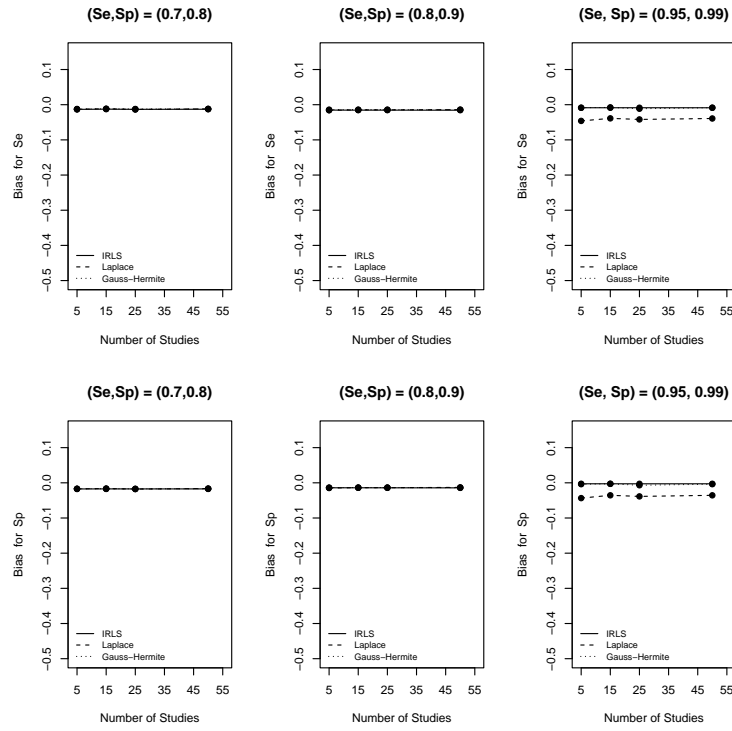 (Se,Sp) = (0.7,0.8)
Bias for Se
0.1
0.0
−0.1
−0.2
−0.3
−0.4
−0.5
IRLS
Laplace
Gauss−Hermite
5 15 25 35 45 55
Number of Studies
(Se,Sp) = (0.8,0.9)
Bias for Se
0.1
0.0
−0.1
−0.2
−0.3
−0.4
−0.5
IRLS
Laplace
Gauss−Hermite
5 15 25 35 45 55
Number of Studies
(Se, Sp) = (0.95, 0.99)
Bias for Se
0.1
0.0
−0.1
−0.2
−0.3
−0.4
−0.5
IRLS
Laplace
Gauss−Hermite
5 15 25 35 45 55
Number of Studies
(Se,Sp) = (0.7,0.8)
Bias for Sp
0.1
0.0
−0.1
−0.2
−0.3
−0.4
−0.5
IRLS
Laplace
Gauss−Hermite
5 15 25 35 45 55
Number of Studies
(Se,Sp) = (0.8,0.9)
Bias for Sp
0.1
0.0
−0.1
−0.2
−0.3
−0.4
−0.5
IRLS
Laplace
Gauss−Hermite
5 15 25 35 45 55
Number of Studies
(Se, Sp) = (0.95, 0.99)
Bias for Sp
0.1
0.0
−0.1
−0.2
−0.3
−0.4
−0.5
IRLS
Laplace
Gauss−Hermite
5 15 25 35 45 55
Number of Studies